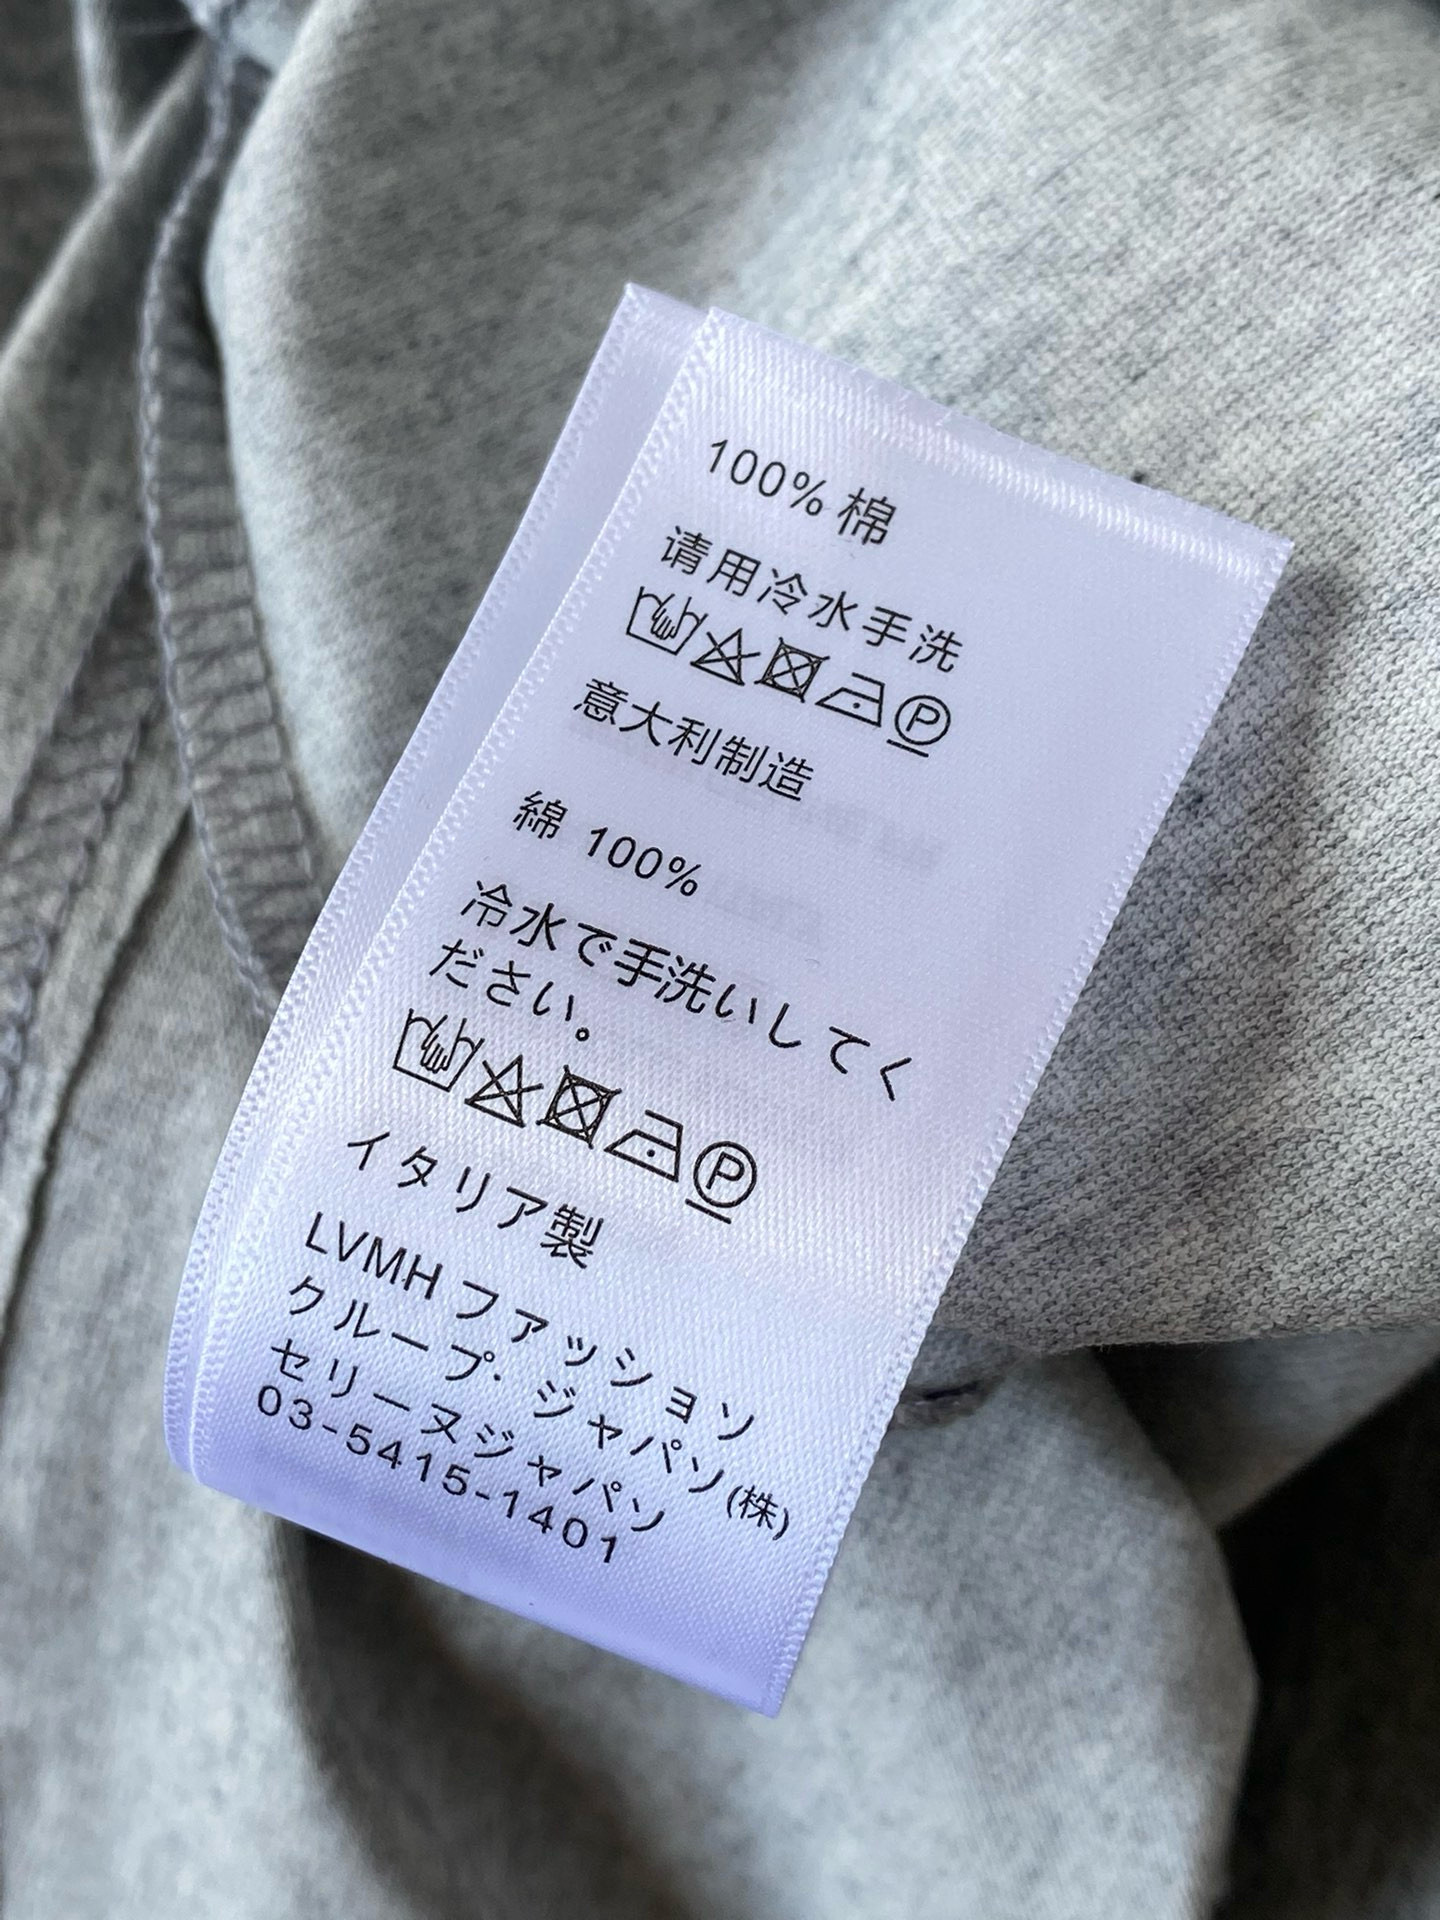 100% 棉
请用冷水手洗
P
意大利制造
綿 100%
冷水で手洗いしてく
ださい。
P
イタリア製
LVMH ファッション
クループ・ジャパン(株)
セリーヌジャパン
03-5415-1401